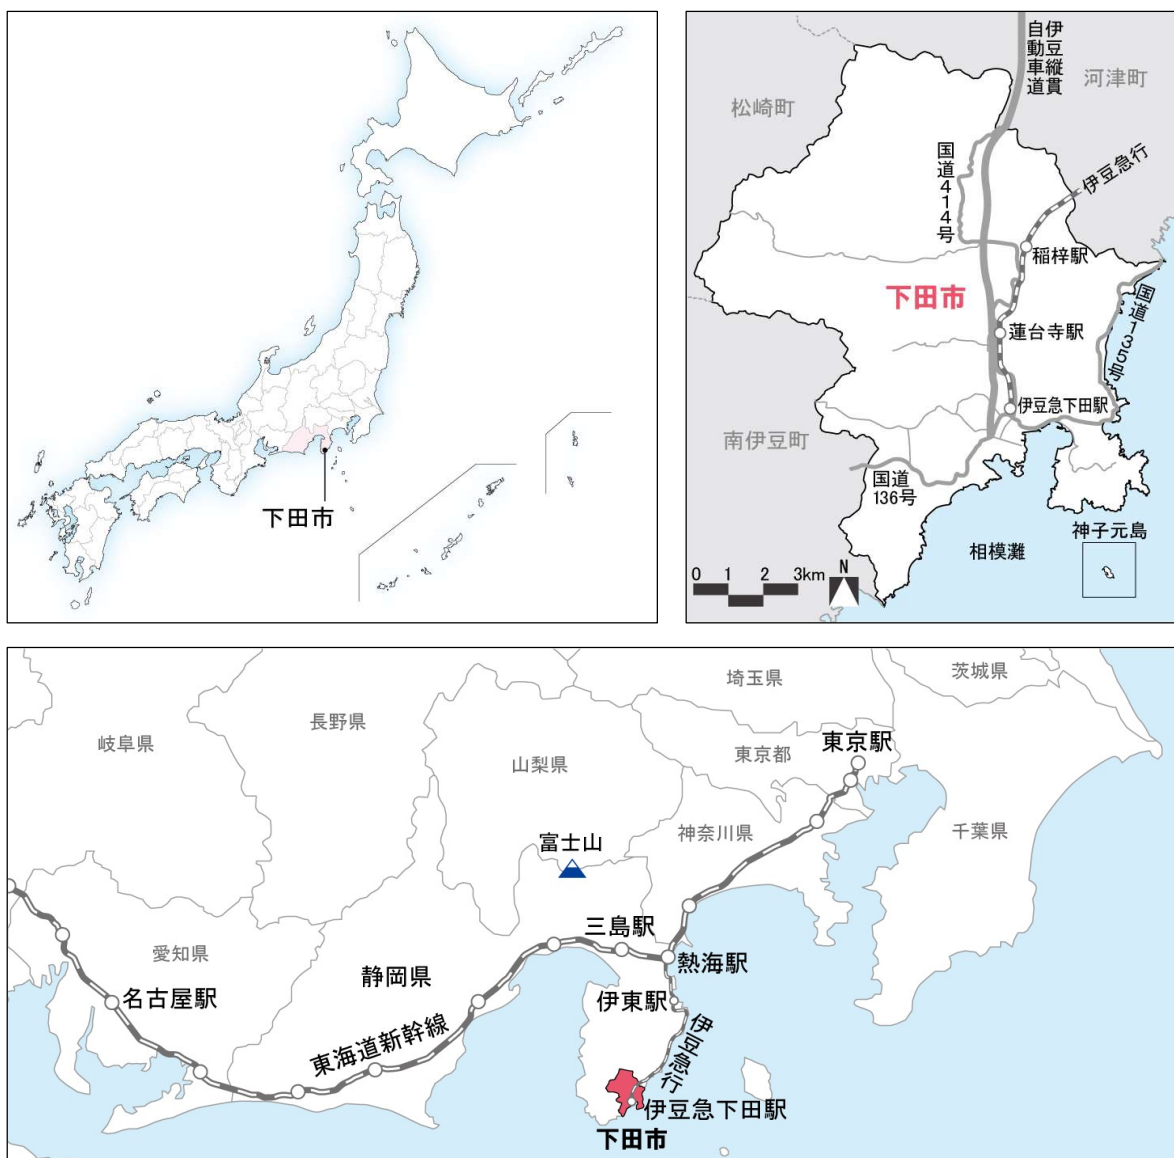 下田市
伊豆縦貫
自動車道
河津町
松崎町
国道414号
伊豆急行
稲梓駅
下田市
国道135号
蓮台寺駅
伊豆急下田駅
南伊豆町
国道
136号
神子元島
相模灘
0 1 2 3km
N
茨城県
埼玉県
長野県
岐阜県
東京駅
東京都
山梨県
神奈川県
千葉県
富士山
三島駅
愛知県
熱海駅
静岡県
名古屋駅
伊東駅
東海道新幹線
伊豆急行
伊豆急下田駅
下田市